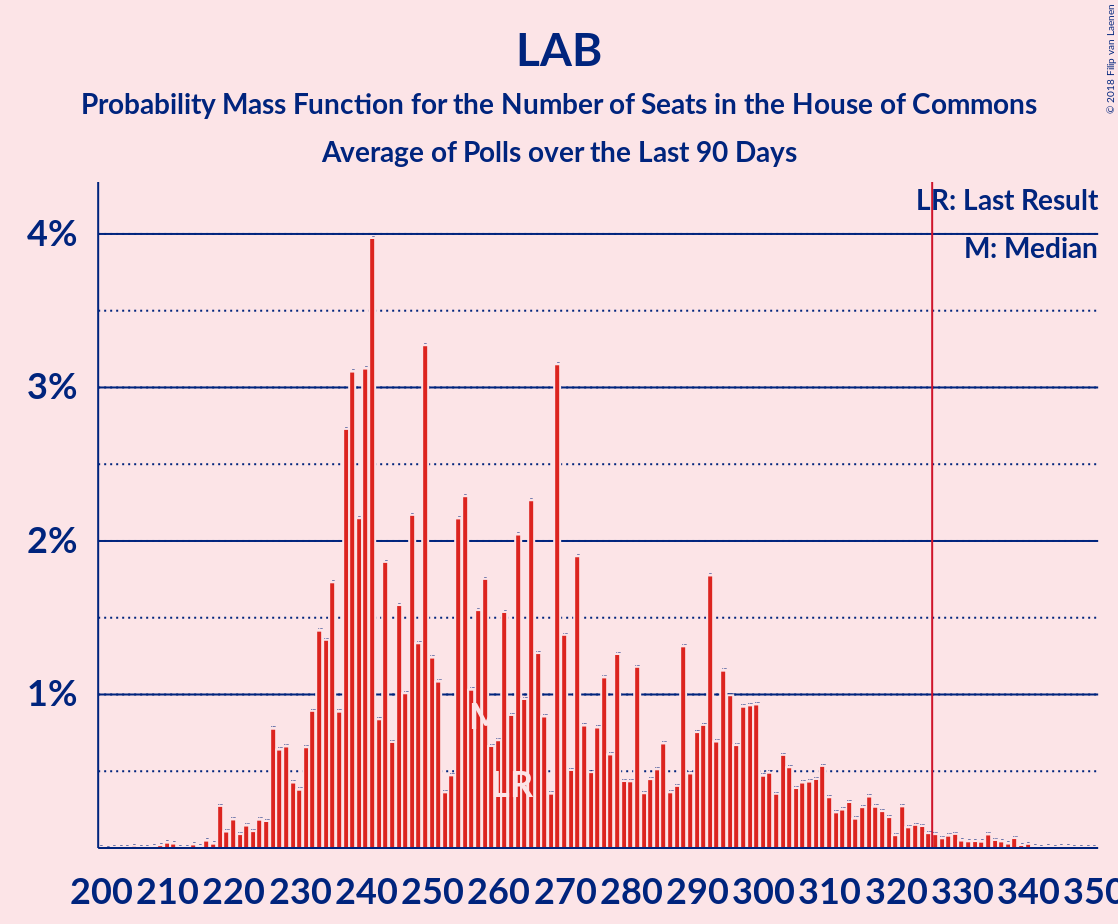 LAB
Probability Mass Function for the Number of Seats in the House of Commons
Average of Polls over the Last 90 Days
© 2018 Filip van Laenen
LR: Last Result
M: Median
4%
3%
2%
1%
M
LR
200 210 220 230 240 250 260 270 280 290 300 310 320 330 340 350